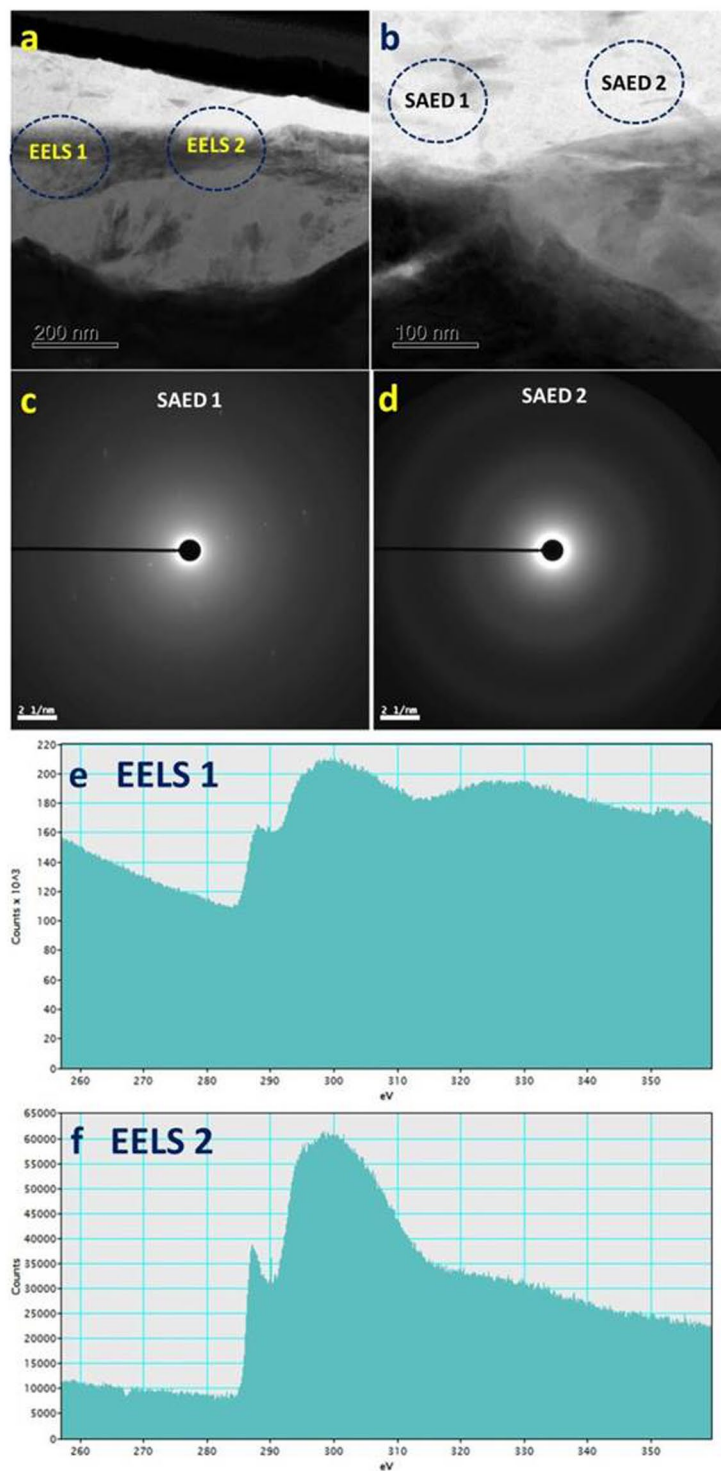 a
EELS 1
EELS 2
200 nm
b
SAED 1
SAED 2
100 nm
c
SAED 1
2 1/nm
d
SAED 2
2 1/nm
e EELS 1
Counts x 10^3
220
200
180
160
140
120
100
80
60
40
20
0
260 270 280 290 300 310 320 330 340 350
eV
f EELS 2
Counts
65000
60000
55000
50000
45000
40000
35000
30000
25000
20000
15000
10000
5000
0
260 270 280 290 300 310 320 330 340 350
eV